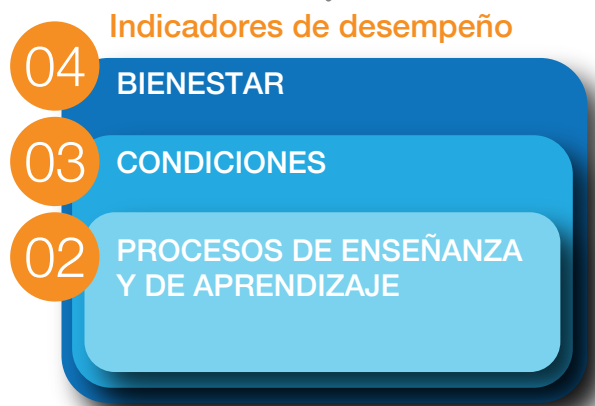 Indicadores de desempeño
04
BIENESTAR
03
CONDICIONES
02
PROCESOS DE ENSEÑANZA
Y DE APRENDIZAJE